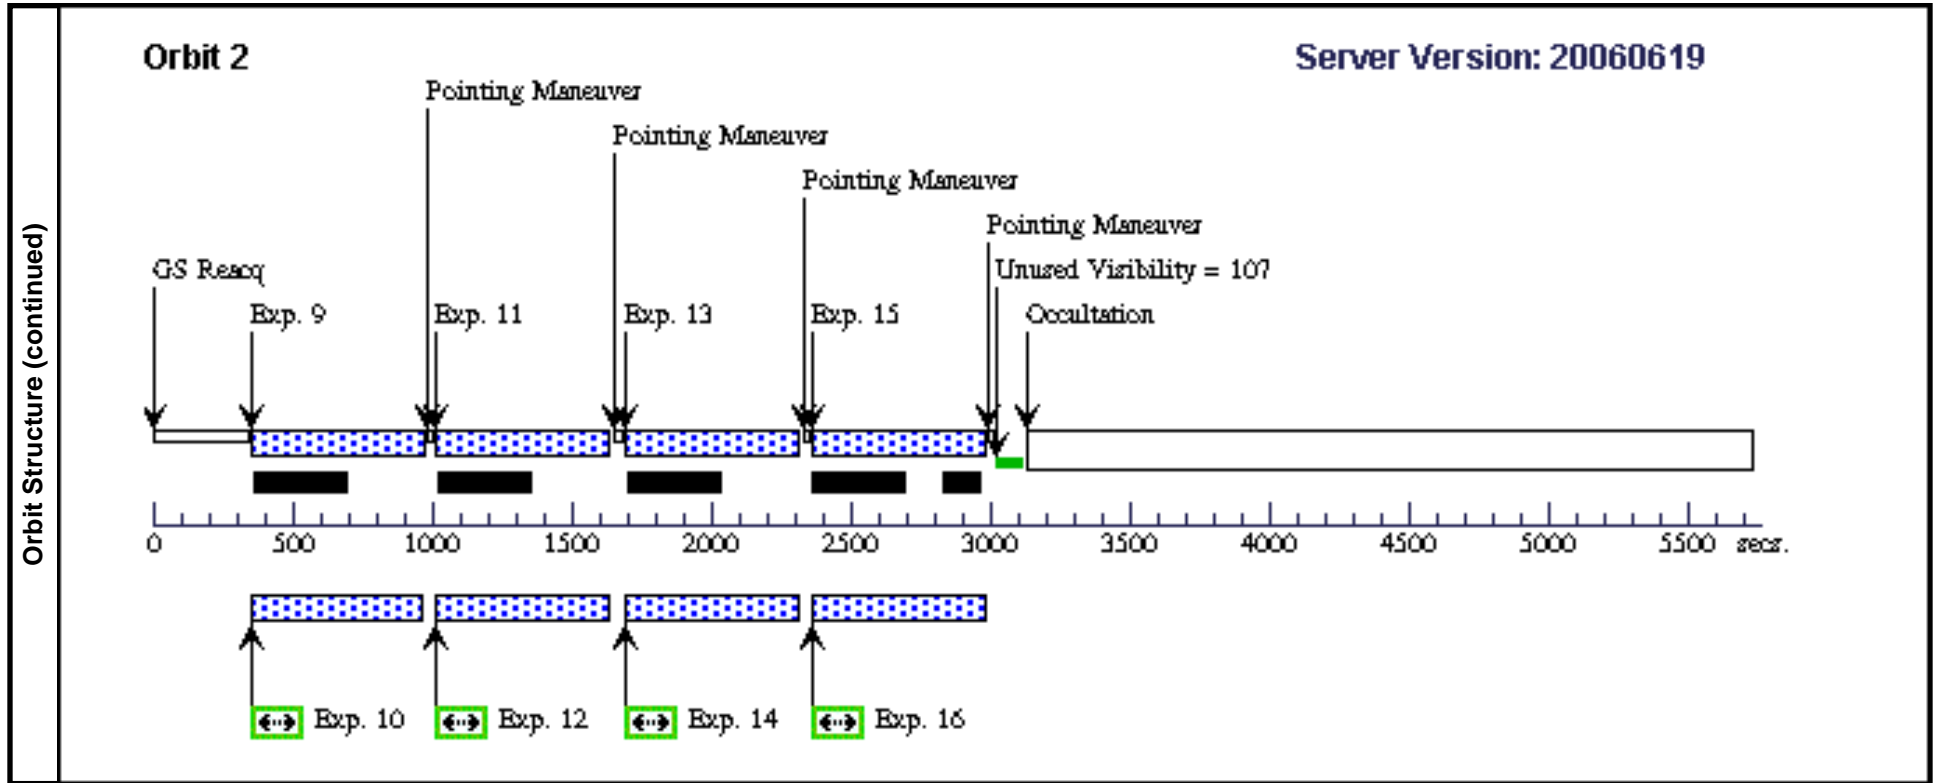 Orbit Structure (continued)
Orbit 2
Server Version: 20060619
Pointing Maneuver
Pointing Maneuver
Pointing Maneuver
Pointing Maneuver
GS Reacq
Unused Visibility = 107
Exp. 9
Exp. 11
Exp. 13
Exp. 15
Occultation
0 500 1000 1500 2000 2500 3000 3500 4000 4500 5000 5500 secs.
Exp. 10
Exp. 12
Exp. 14
Exp. 16